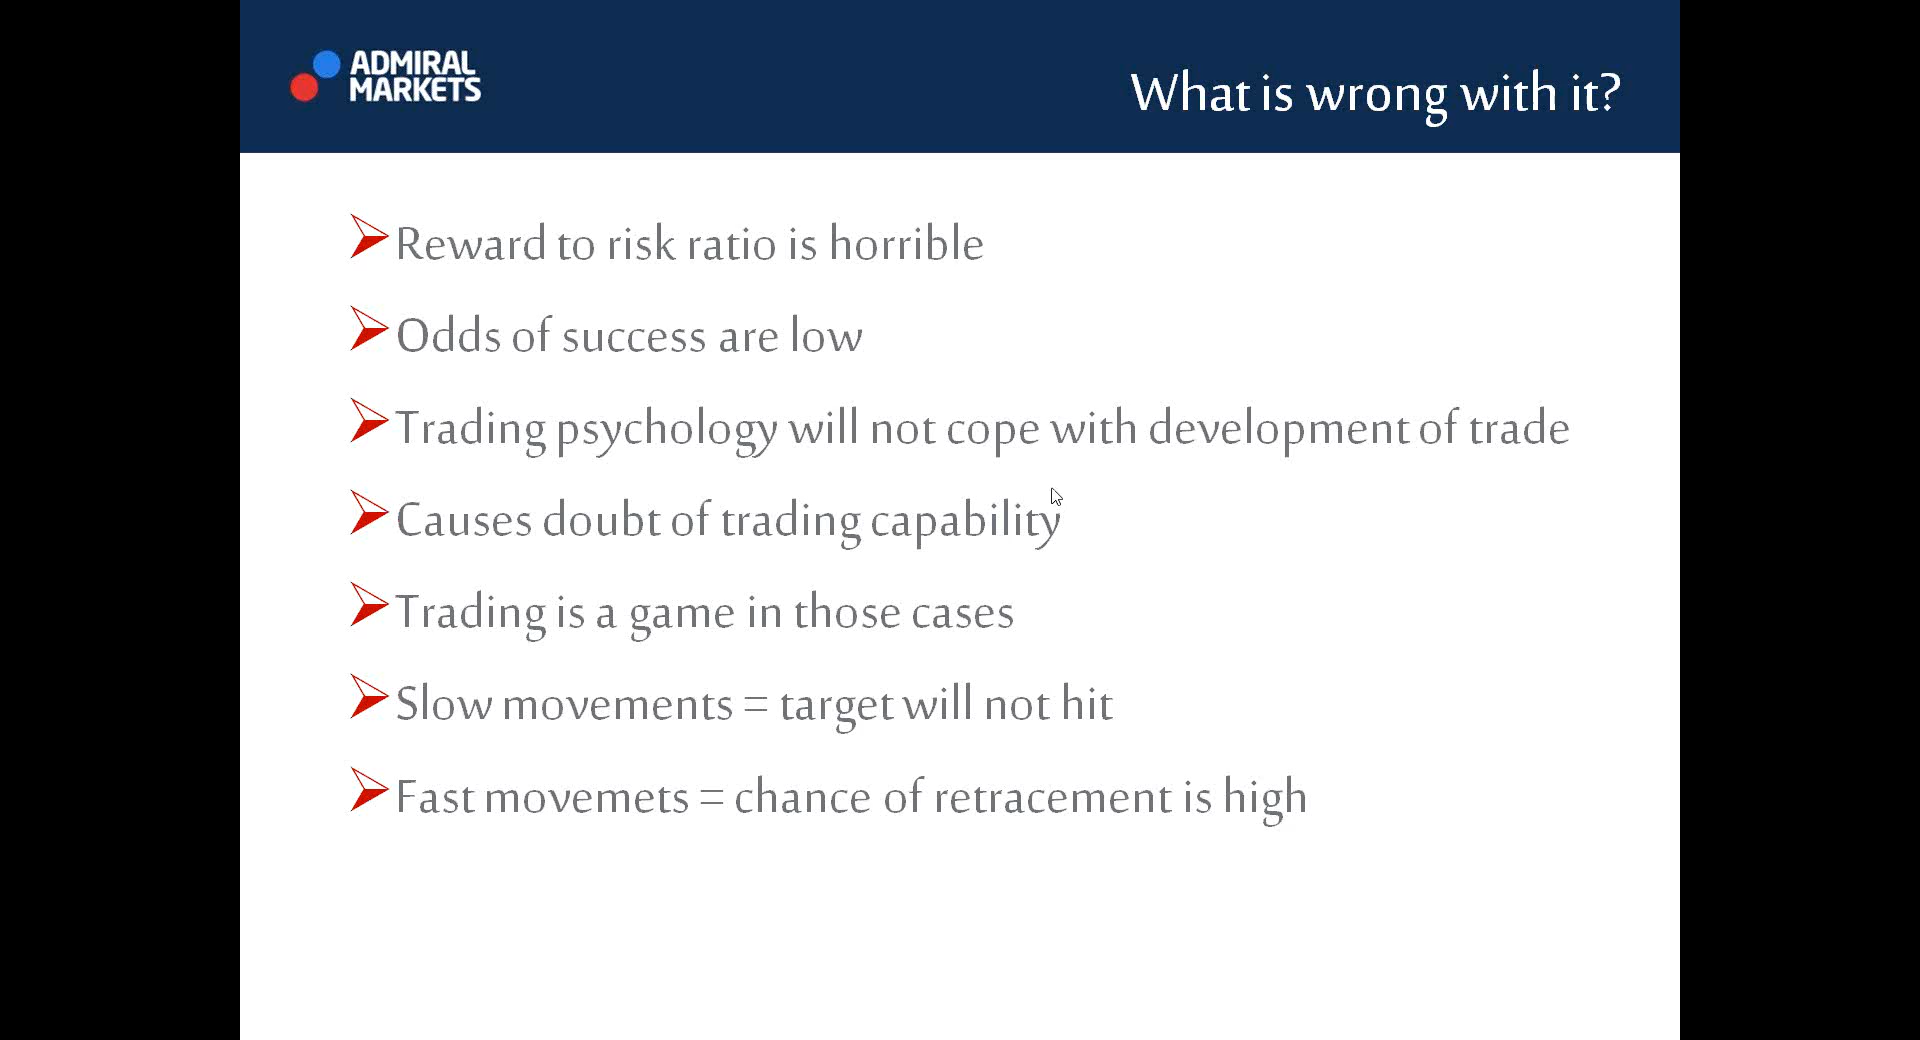 ADMIRAL
MARKETS
What is wrong with it?
Reward to risk ratio is horrible
Odds of success are low
Trading psychology will not cope with development of trade
Causes doubt of trading capability
Trading is a game in those cases
Slow movements = target will not hit
Fast movemets = chance of retracement is high